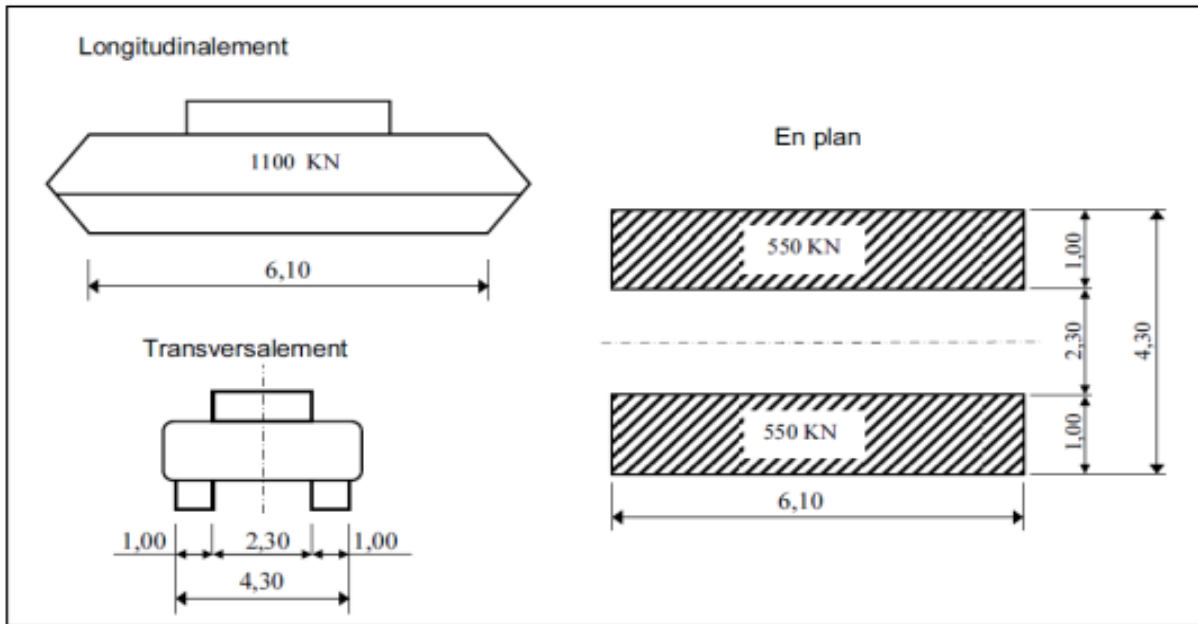 Longitudinalement
1100 KN
6,10
Transversalement
1,00 2,30 1,00
4,30
En plan
550 KN
1,00
2,30
4,30
550 KN
1,00
6,10